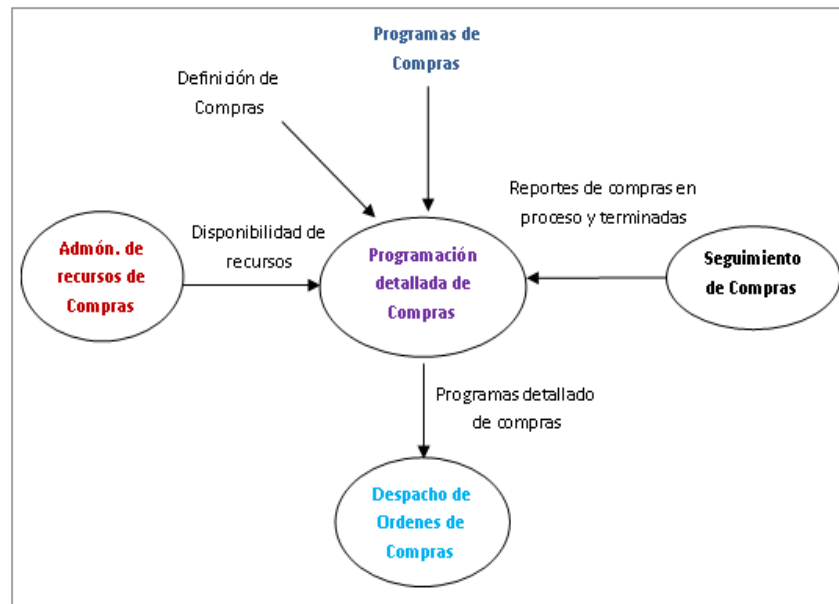 Programas de
Compras
Definición de
Compras
Reportes de compras en
proceso y terminadas
Admón. de
recursos de
Compras
Disponibilidad de
recursos
Programación
detallada de
Compras
Seguimiento
de Compras
Programas detallado
de compras
Despacho de
Ordenes de
Compras